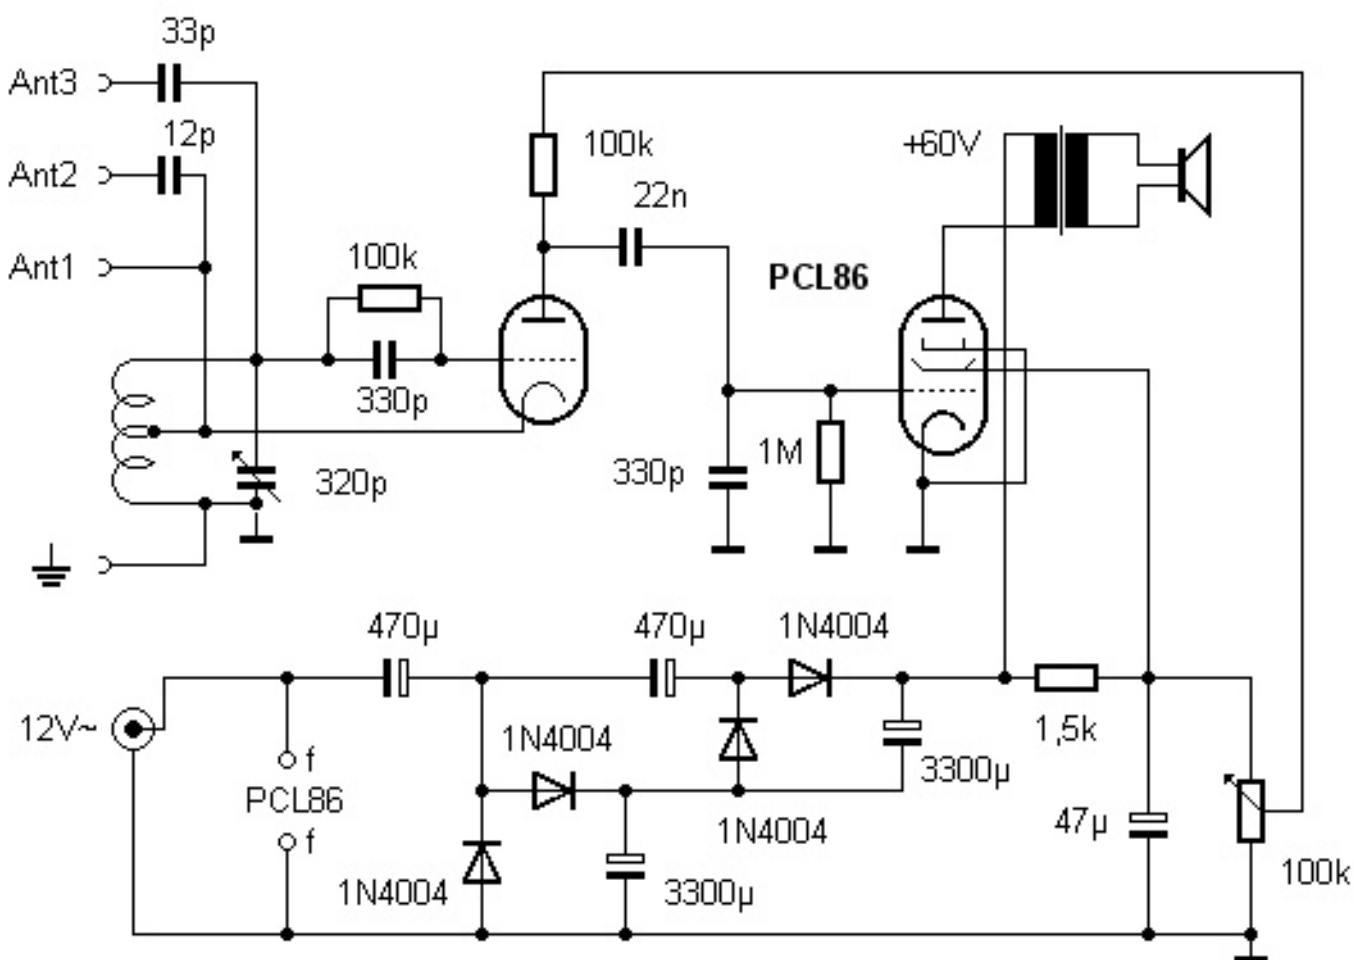 33p
Ant3
12p
Ant2
Ant1
100k
330p
320p
100k
22n
+60V
PCL86
1M
330p
470µ
470µ
1N4004
12V~
f
PCL86
f
1N4004
1N4004
3300µ
1N4004
3300µ
1,5k
47µ
100k